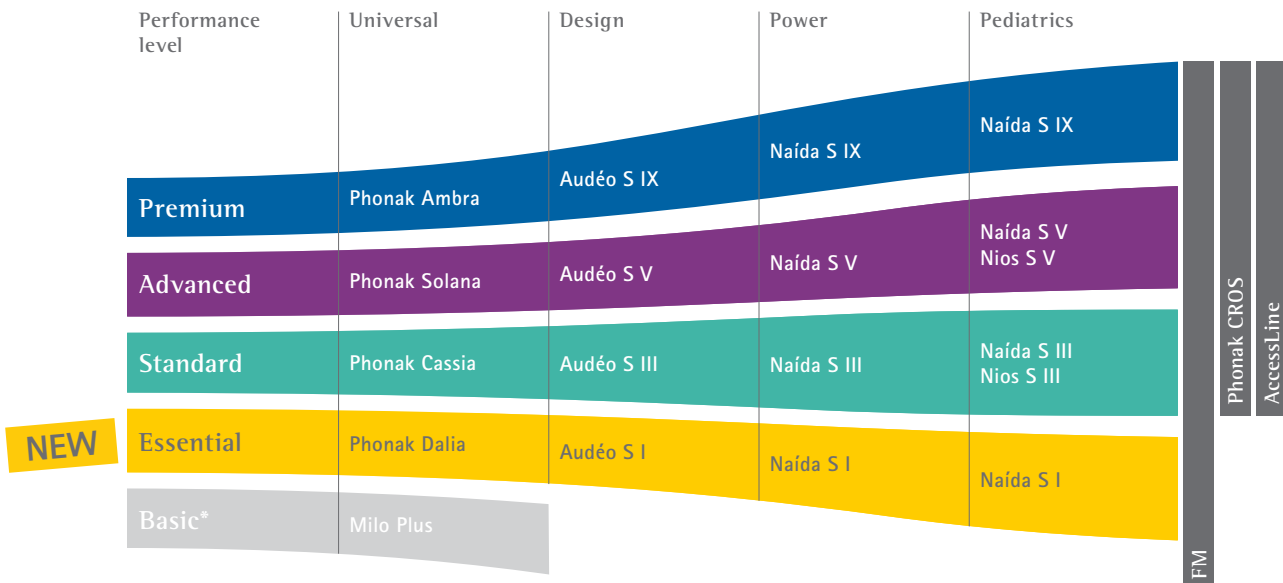 Performance
level
Universal
Design
Power
Pediatrics
Premium
Phonak Ambra
Audéo S IX
Naída S IX
Naída S IX
Advanced
Phonak Solana
Audéo S V
Naída S V
Naída S V
Nios S V
Standard
Phonak Cassia
Audéo S III
Naída S III
Naída S III
Nios S III
NEW
Essential
Phonak Dalia
Audéo S I
Naída S I
Naída S I
Basic*
Milo Plus
FM
Phonak CROS
AccessLine